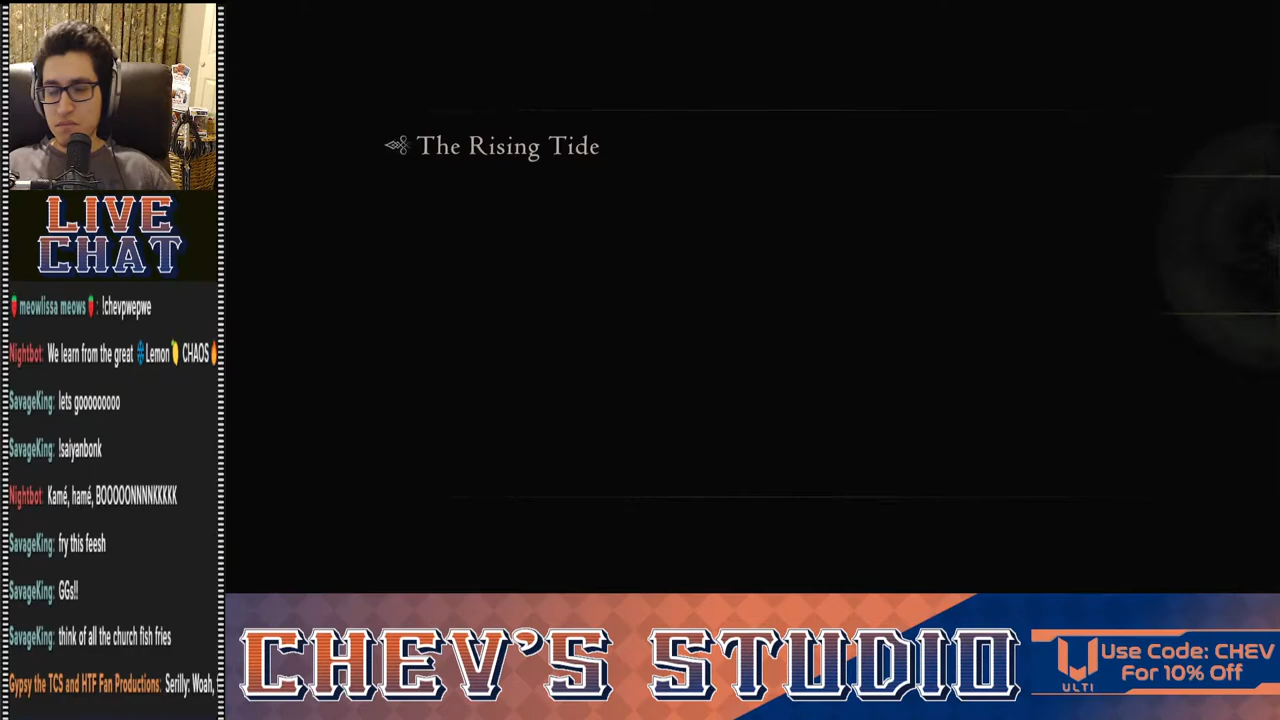 The Rising Tide
LIVE
CHAT
meowlissa meows: !chevpwepwe
Nightbot: We learn from the great Lemon CHAOS
SavageKing: lets gooooooooo
SavageKing: !saiyanbonk
Nightbot: Kamé, hamé, BOOOOONNNNKKKKK
SavageKing: fry this feesh
SavageKing: GGs!!
SavageKing: think of all the church fish fries
Gypsy the TCS and HTF Fan Productions: Serilly: Woah,
CHEV'S STUDIO
ULTI
Use Code: CHEV
For 10% Off